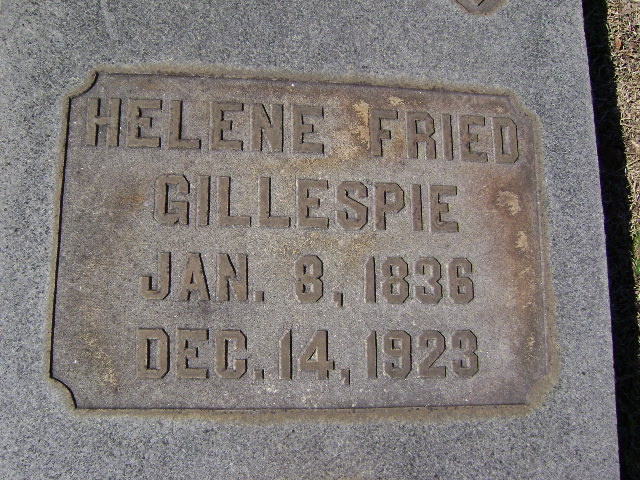 HELENE FRIED
GILLESPIE
JAN. 8, 1836
DEC. 14, 1923